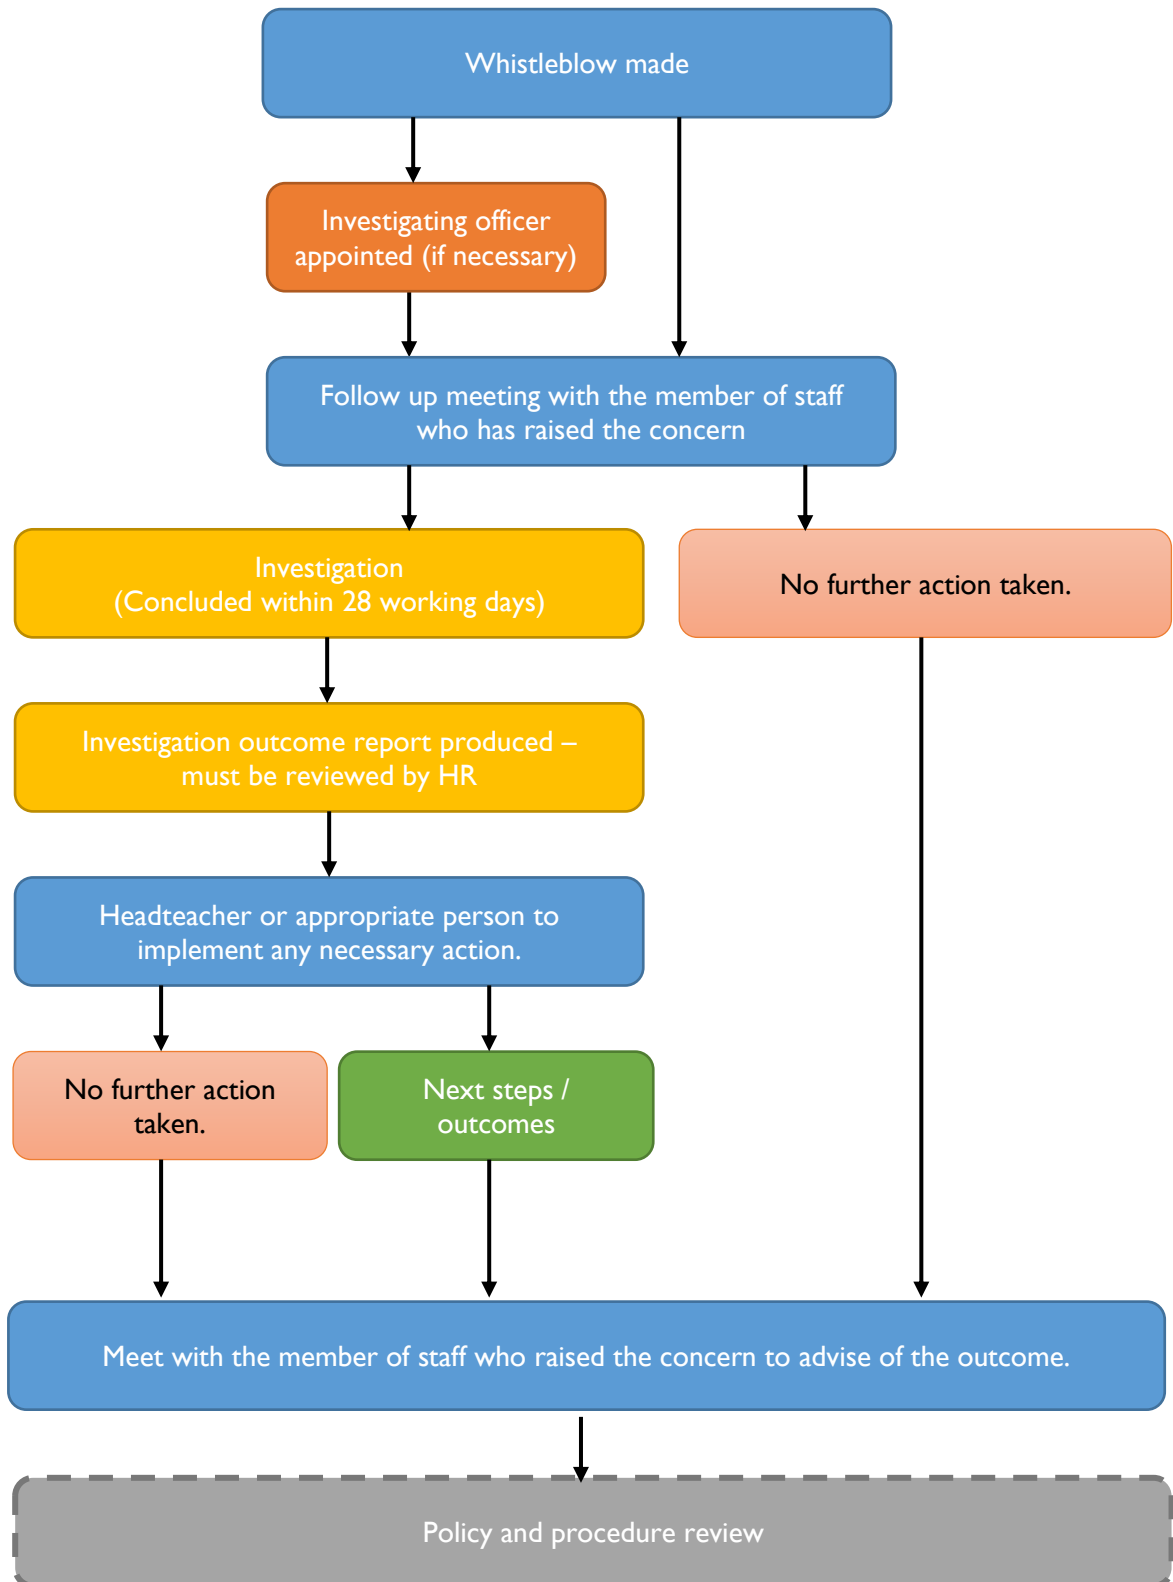 Whistleblow made
Investigating officer
appointed (if necessary)
Follow up meeting with the member of staff
who has raised the concern
Investigation
(Concluded within 28 working days)
No further action taken.
Investigation outcome report produced –
must be reviewed by HR
Headteacher or appropriate person to
implement any necessary action.
No further action
taken.
Next steps /
outcomes
Meet with the member of staff who raised the concern to advise of the outcome.
Policy and procedure review